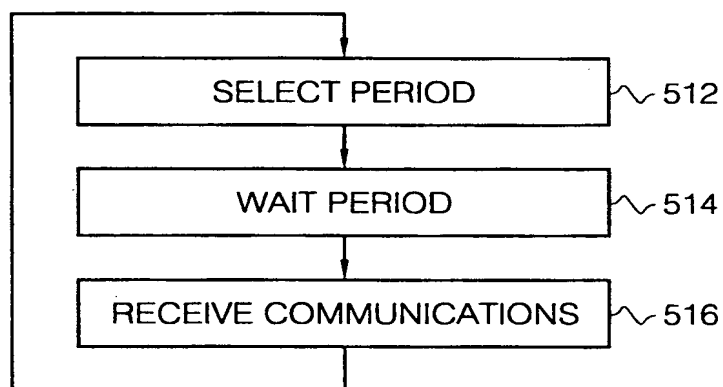 SELECT PERIOD 512
WAIT PERIOD 514
RECEIVE COMMUNICATIONS 516